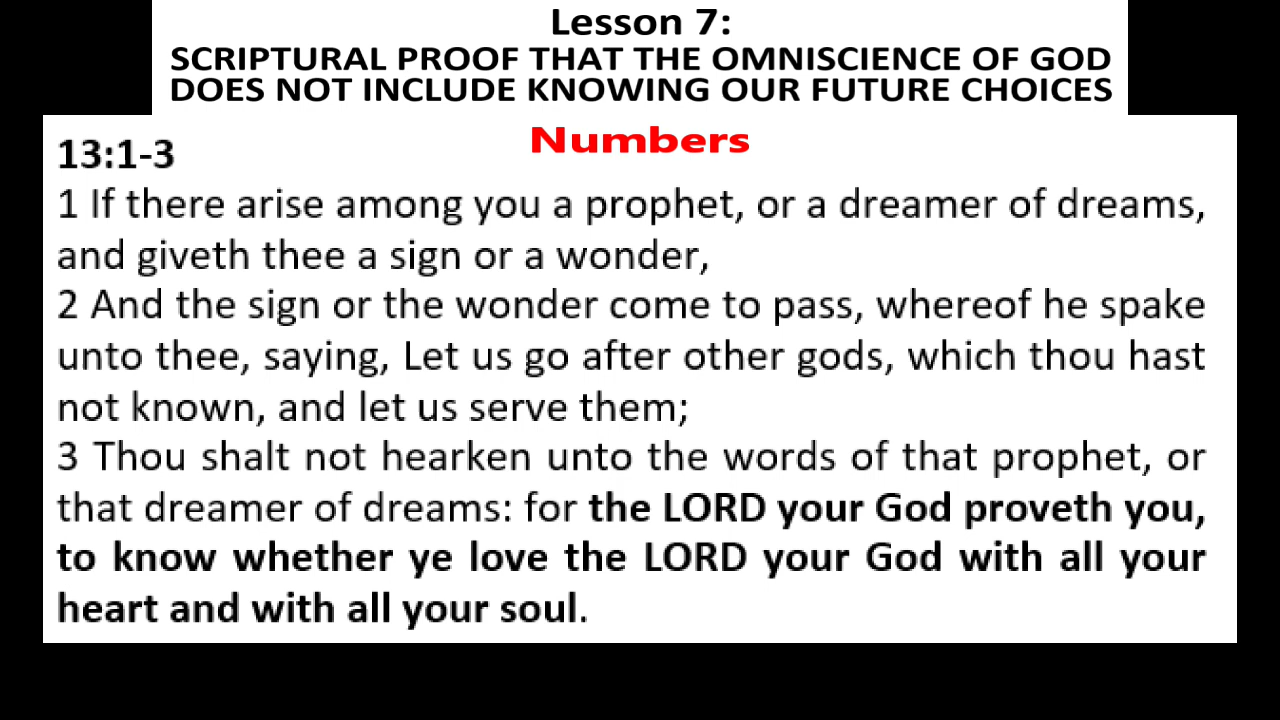 Lesson 7:
SCRIPTURAL PROOF THAT THE OMNISCIENCE OF GOD
DOES NOT INCLUDE KNOWING OUR FUTURE CHOICES
Numbers
13:1-3
1 If there arise among you a prophet, or a dreamer of dreams,
and giveth thee a sign or a wonder,
2 And the sign or the wonder come to pass, whereof he spake
unto thee, saying, Let us go after other gods, which thou hast
not known, and let us serve them;
3 Thou shalt not hearken unto the words of that prophet, or
that dreamer of dreams: for the LORD your God proveth you,
to know whether ye love the LORD your God with all your
heart and with all your soul.